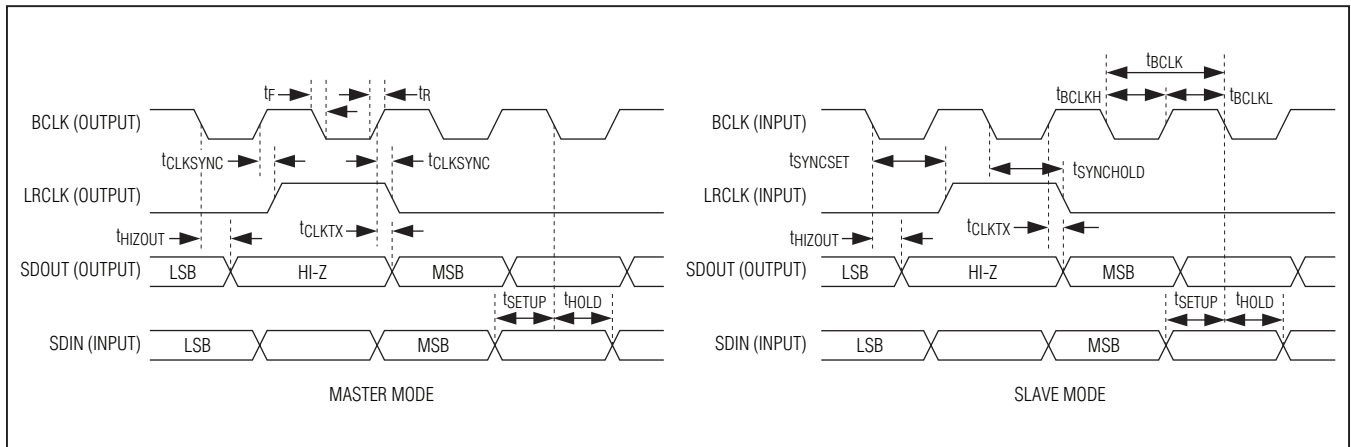 tF
tR
BCLK (OUTPUT)
tCLKSYNC
tCLKSYNC
LRCLK (OUTPUT)
tHIZOUT
tCLKTX
SDOUT (OUTPUT)
LSB
HI-Z
MSB
tSETUP
tHOLD
SDIN (INPUT)
LSB
MSB
MASTER MODE
tBCLK
tBCLKH
tBCLKL
BCLK (INPUT)
tSYNCSET
tSYNCHOLD
LRCLK (INPUT)
tHIZOUT
tCLKTX
SDOUT (OUTPUT)
LSB
HI-Z
MSB
tSETUP
tHOLD
SDIN (INPUT)
LSB
MSB
SLAVE MODE